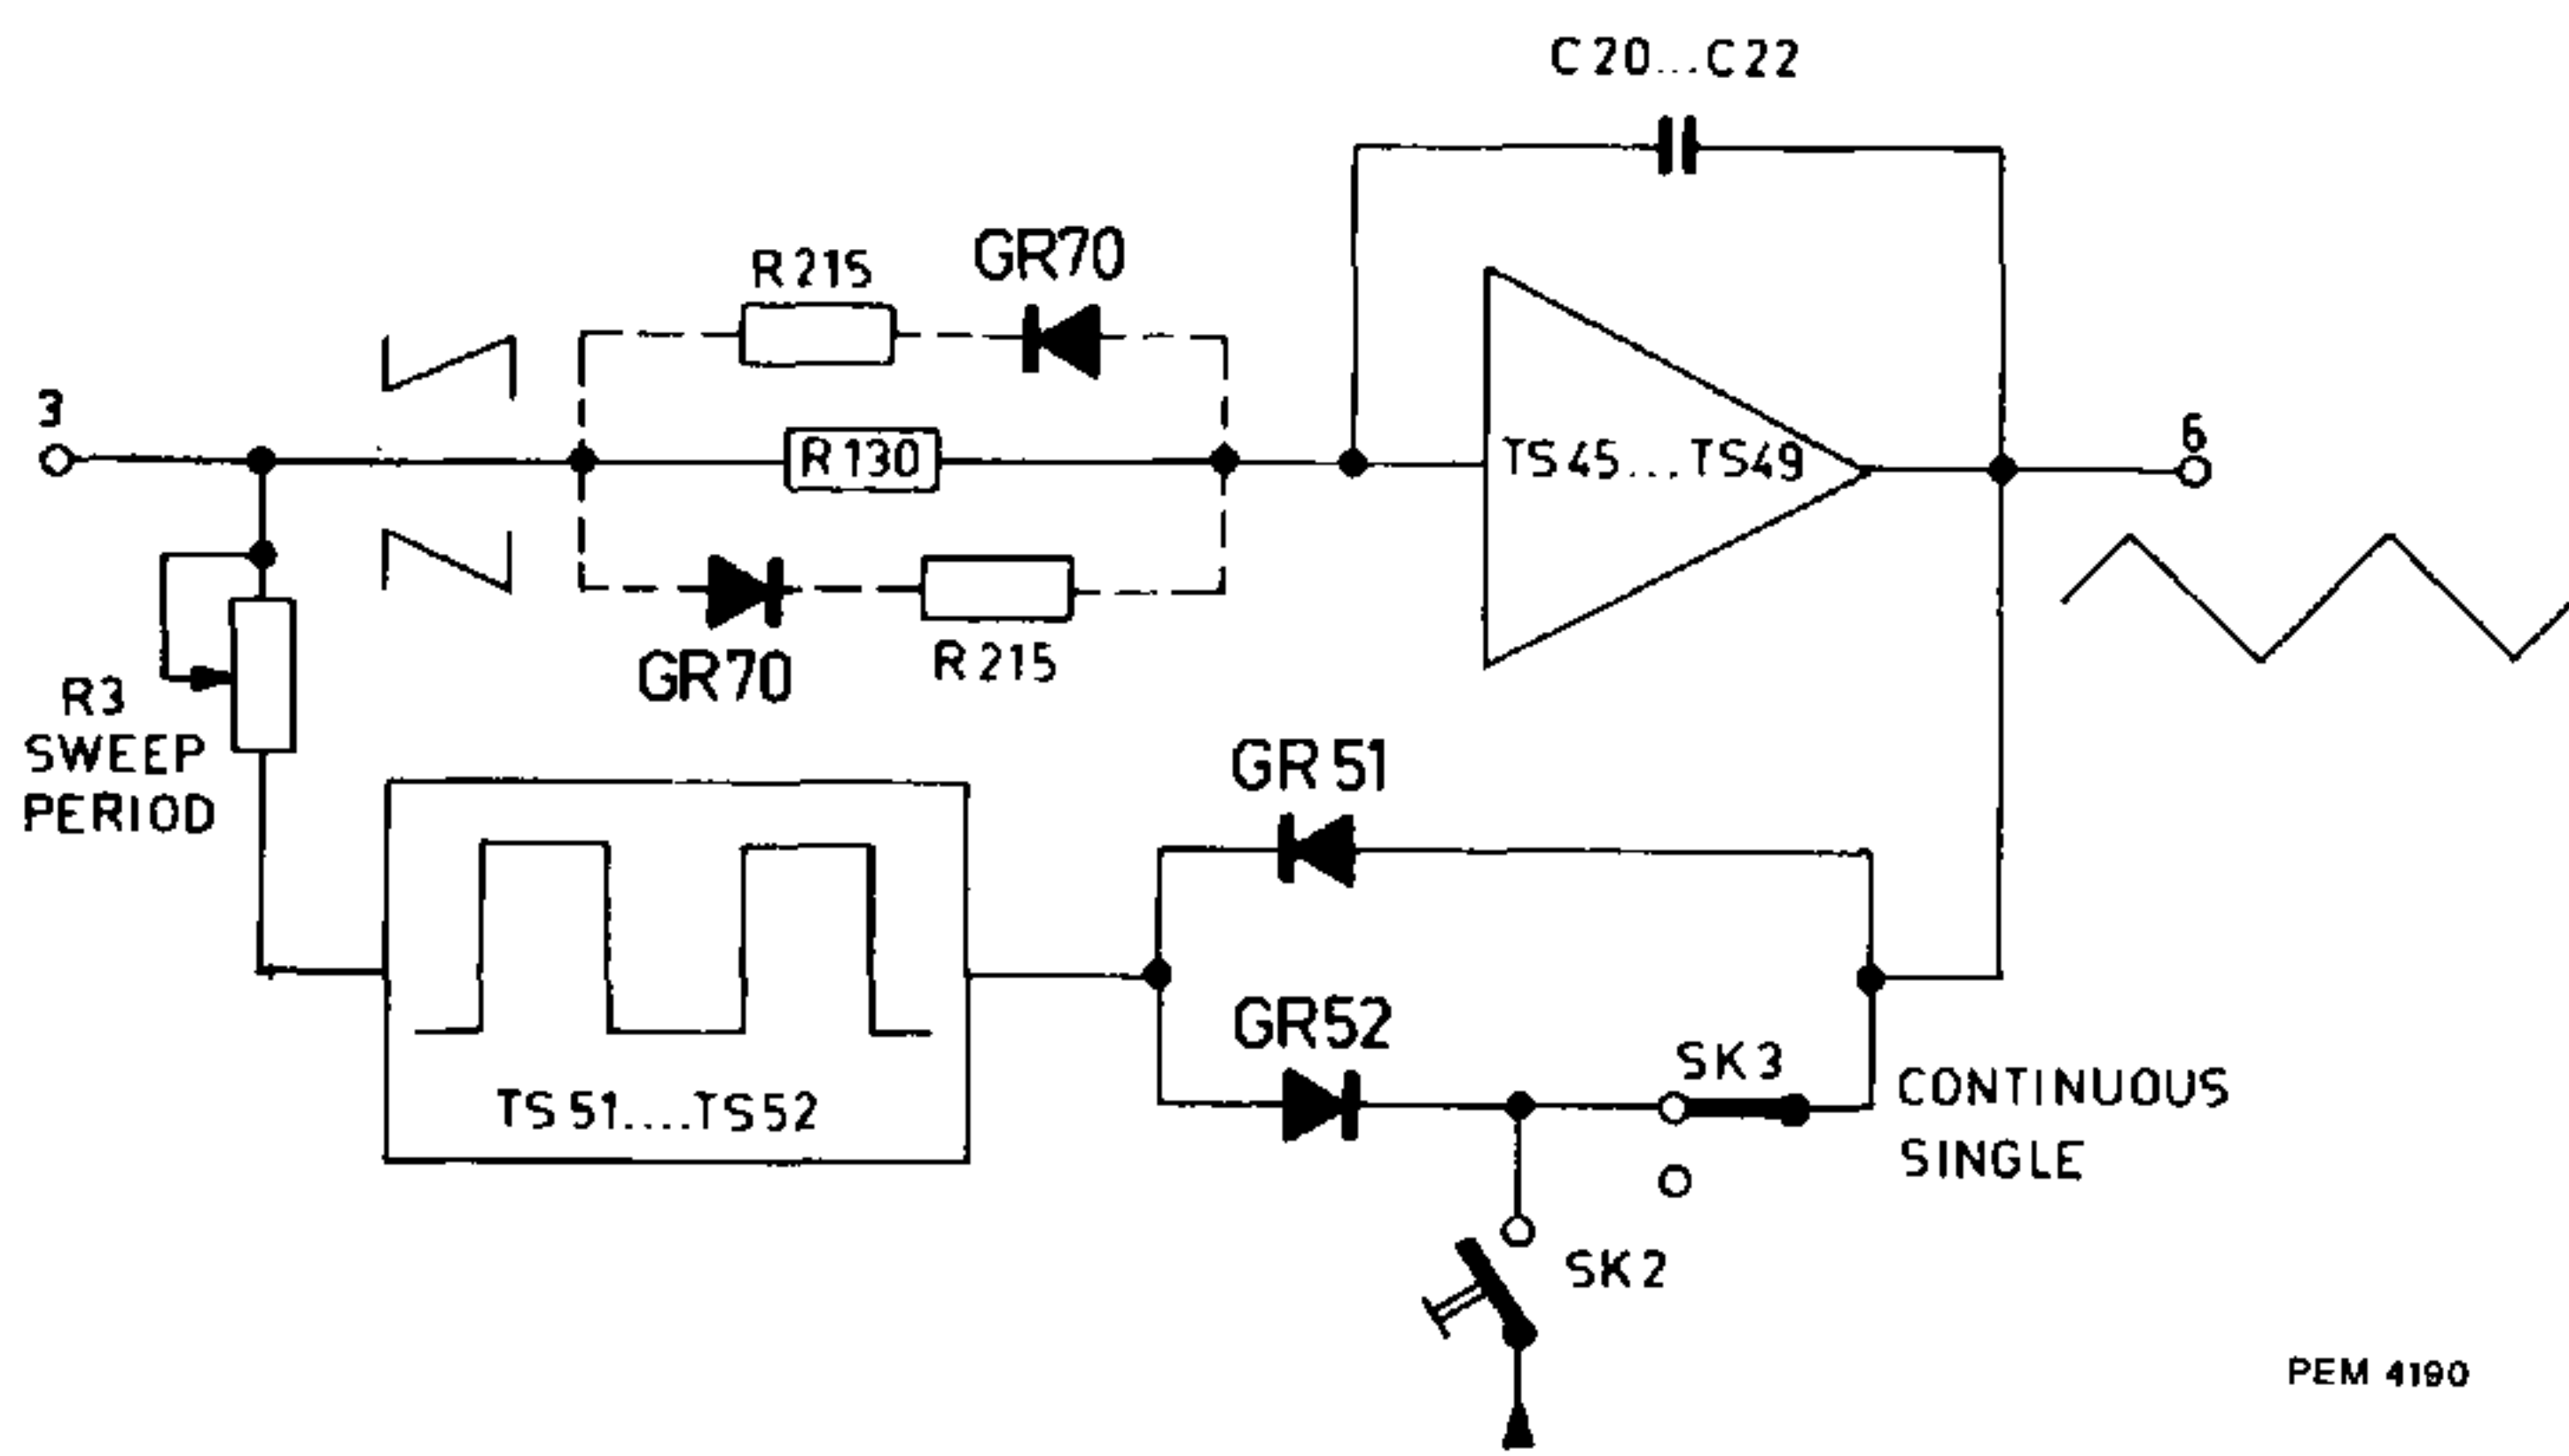 C20...C22
R215
GR70
3
R130
TS45...TS49
6
GR70
R215
R3
SWEEP
PERIOD
GR51
TS51....TS52
GR52
SK3
CONTINUOUS
SINGLE
SK2
PEM 4190